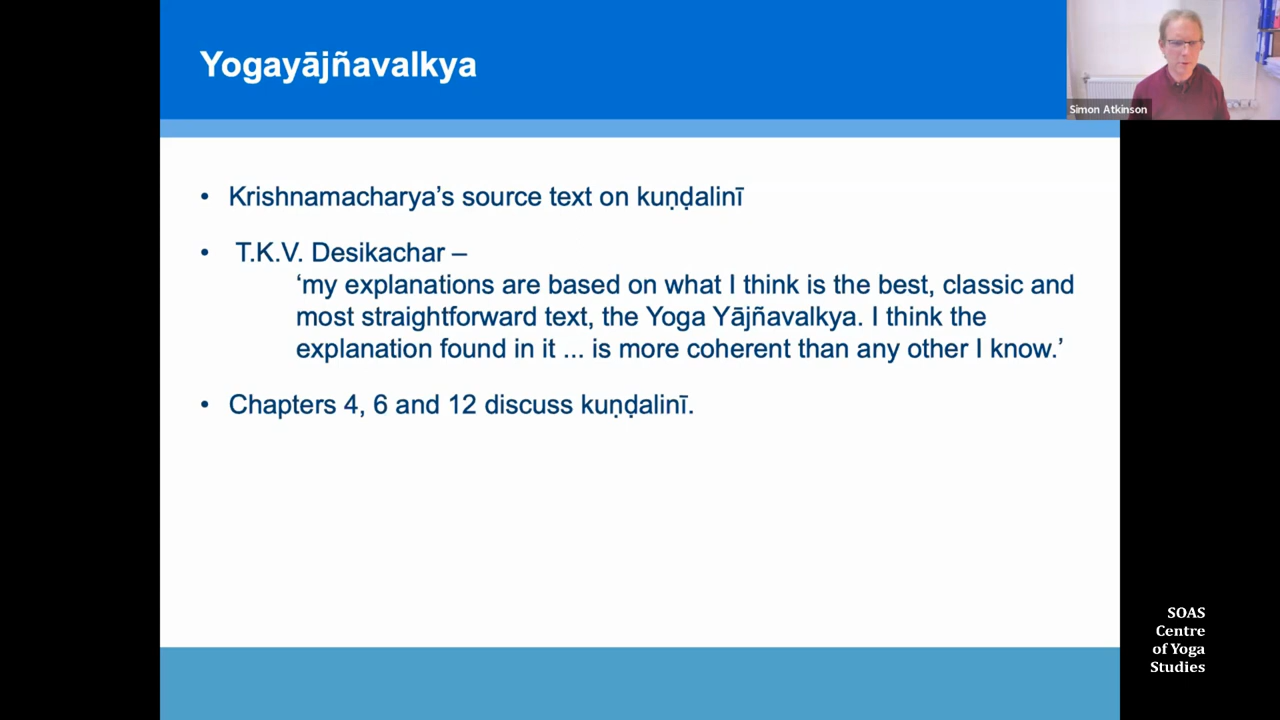 Yogayājñavalkya
Simon Atkinson
• Krishnamacharya’s source text on kuṇḍalinī
• T.K.V. Desikachar –
‘my explanations are based on what I think is the best, classic and
most straightforward text, the Yoga Yājñavalkya. I think the
explanation found in it ... is more coherent than any other I know.’
• Chapters 4, 6 and 12 discuss kuṇḍalinī.
SOAS
Centre
of Yoga
Studies